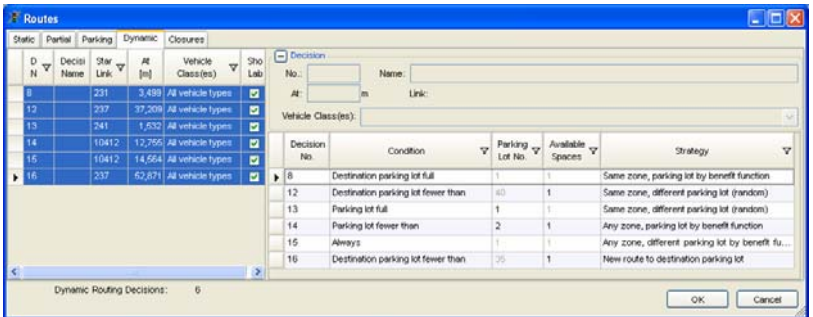 Routes
Static Partial Parking Dynamic Closures
D N Decisi Name Star Link At [m] Vehicle Class(es) Sho Lab
8 231 3,499 All vehicle types
12 237 37,209 All vehicle types
13 241 1,532 All vehicle types
14 10412 12,755 All vehicle types
15 10412 14,564 All vehicle types
16 237 52,871 All vehicle types
Decision
No.: Name:
At: m Link:
Vehicle Class(es):
Decision No. Condition Parking Lot No. Available Spaces Strategy
8 Destination parking lot full 1 1 Same zone, parking lot by benefit function
12 Destination parking lot fewer than 40 1 Same zone, different parking lot (random)
13 Parking lot full 1 1 Same zone, different parking lot (random)
14 Parking lot fewer than 2 1 Any zone, parking lot by benefit function
15 Always 1 1 Any zone, different parking lot by benefit fu...
16 Destination parking lot fewer than 35 1 New route to destination parking lot
Dynamic Routing Decisions: 6
OK Cancel